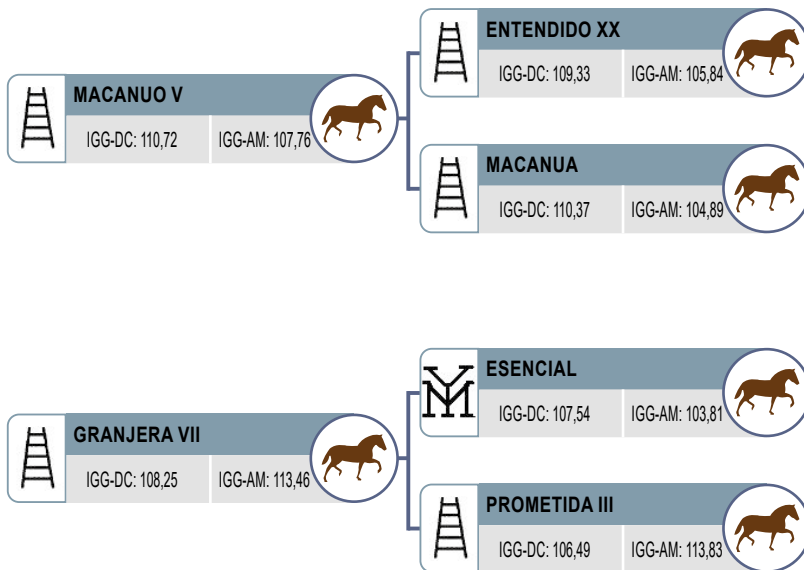 ENTENDIDO XX
IGG-DC: 109,33 IGG-AM: 105,84
MACANUO V
IGG-DC: 110,72 IGG-AM: 107,76
MACANUA
IGG-DC: 110,37 IGG-AM: 104,89
ESENCIAL
IGG-DC: 107,54 IGG-AM: 103,81
GRANJERA VII
IGG-DC: 108,25 IGG-AM: 113,46
PROMETIDA III
IGG-DC: 106,49 IGG-AM: 113,83